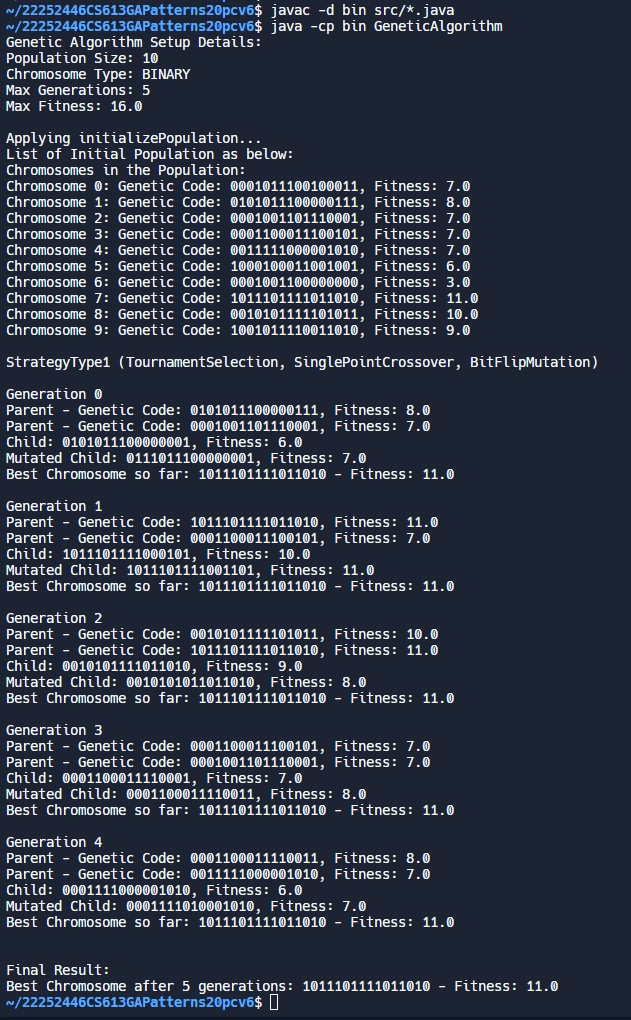 ~/22252446CS613GAPatterns20pcv6$ javac -d bin src/*.java
~/22252446CS613GAPatterns20pcv6$ java -cp bin GeneticAlgorithm
Genetic Algorithm Setup Details:
Population Size: 10
Chromosome Type: BINARY
Max Generations: 5
Max Fitness: 16.0

Applying initializePopulation...
List of Initial Population as below:
Chromosomes in the Population:
Chromosome 0: Genetic Code: 0001011100100011, Fitness: 7.0
Chromosome 1: Genetic Code: 0101011100000111, Fitness: 8.0
Chromosome 2: Genetic Code: 0001001101110001, Fitness: 7.0
Chromosome 3: Genetic Code: 0001100011100101, Fitness: 7.0
Chromosome 4: Genetic Code: 0011111000001010, Fitness: 7.0
Chromosome 5: Genetic Code: 1000100011001001, Fitness: 6.0
Chromosome 6: Genetic Code: 0001001100000000, Fitness: 3.0
Chromosome 7: Genetic Code: 1011101111011010, Fitness: 11.0
Chromosome 8: Genetic Code: 0010101111101011, Fitness: 10.0
Chromosome 9: Genetic Code: 1001011110011010, Fitness: 9.0

StrategyType1 (TournamentSelection, SinglePointCrossover, BitFlipMutation)

Generation 0
Parent - Genetic Code: 0101011100000111, Fitness: 8.0
Parent - Genetic Code: 0001001101110001, Fitness: 7.0
Child: 0101011100000001, Fitness: 6.0
Mutated Child: 0111011100000001, Fitness: 7.0
Best Chromosome so far: 1011101111011010 - Fitness: 11.0

Generation 1
Parent - Genetic Code: 1011101111011010, Fitness: 11.0
Parent - Genetic Code: 0001100011100101, Fitness: 7.0
Child: 1011101111000101, Fitness: 10.0
Mutated Child: 1011101111001101, Fitness: 11.0
Best Chromosome so far: 1011101111011010 - Fitness: 11.0

Generation 2
Parent - Genetic Code: 0010101111101011, Fitness: 10.0
Parent - Genetic Code: 1011101111011010, Fitness: 11.0
Child: 0010101111011010, Fitness: 9.0
Mutated Child: 0010101011011010, Fitness: 8.0
Best Chromosome so far: 1011101111011010 - Fitness: 11.0

Generation 3
Parent - Genetic Code: 0001100011100101, Fitness: 7.0
Parent - Genetic Code: 0001001101110001, Fitness: 7.0
Child: 0001100011110001, Fitness: 7.0
Mutated Child: 0001100011110011, Fitness: 8.0
Best Chromosome so far: 1011101111011010 - Fitness: 11.0

Generation 4
Parent - Genetic Code: 0001100011110011, Fitness: 8.0
Parent - Genetic Code: 0011111000001010, Fitness: 7.0
Child: 0001111000001010, Fitness: 6.0
Mutated Child: 0001111010001010, Fitness: 7.0
Best Chromosome so far: 1011101111011010 - Fitness: 11.0


Final Result:
Best Chromosome after 5 generations: 1011101111011010 - Fitness: 11.0
~/22252446CS613GAPatterns20pcv6$